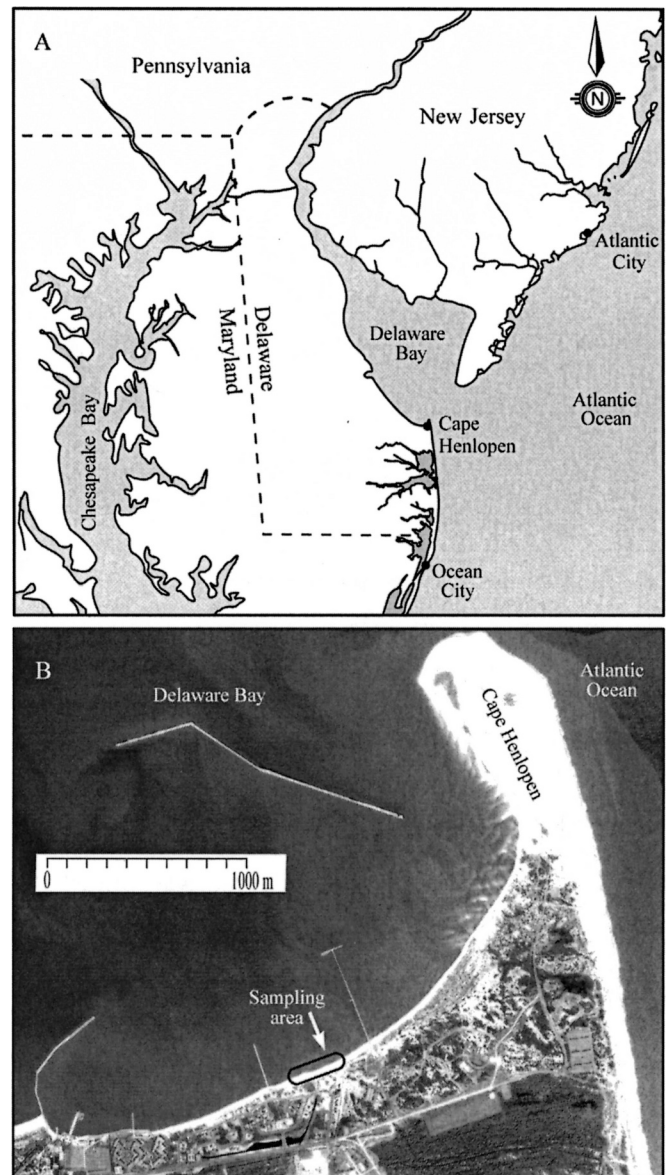 A
Pennsylvania
New Jersey
N
Atlantic
City
Delaware
Maryland
Delaware
Bay
Chesapeake Bay
Atlantic
Ocean
Cape
Henlopen
Ocean
City
B
Delaware Bay
Atlantic
Ocean
Cape Henlopen
0
1000 m
Sampling
area